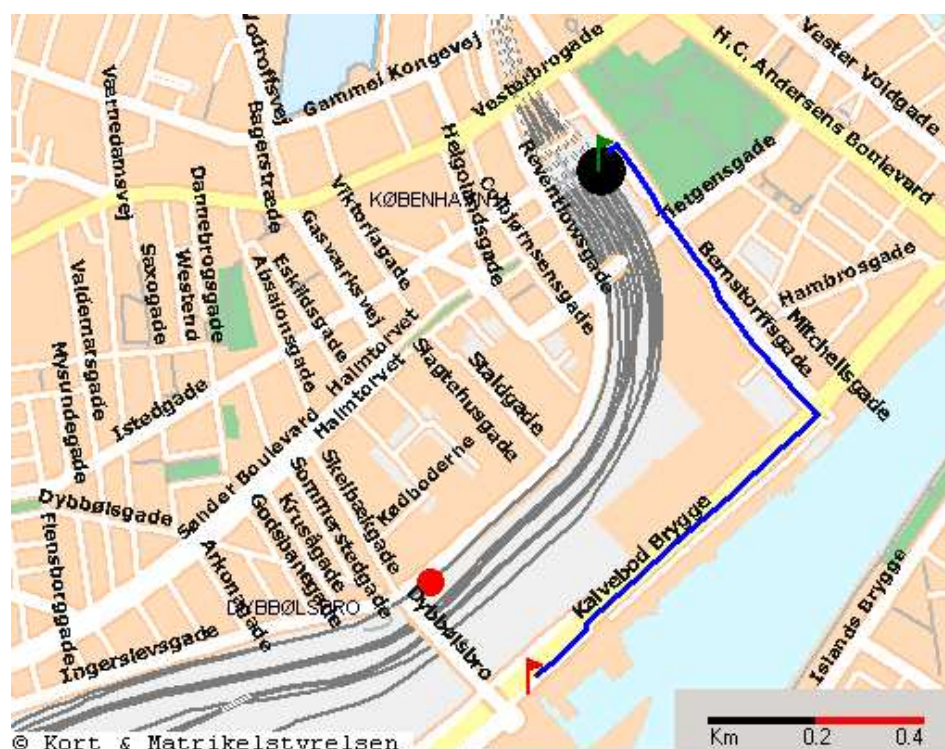 Vodroffsvej
Gammel Kongevej
Vesterbrogade
H.C. Andersens Boulevard
Vester Voldgade
Værnedamsvej
Bagerstræde
Helgolandsgade
Colbjørnsensgade
Reventlowsgade
Tietgensgade
KØBENHAVN H
Viktoriagade
Dannebrogsgade
Gasværksvej
Eskildsgade
Absalonsgade
Saxogade
Westend
Valdemarsgade
Mysundegade
Bernstorffsgade
Hambrosgade
Mitchellsgade
Halmtorvet
Halmtorvet
Slagtehusgade
Staldgade
Istedgade
Sønder Boulevard
Skelbækgade
Kødboderne
Sommerstedgade
Krusågade
Godsbanegade
Dybbølsgade
Flensborggade
Arkonagade
DYBBØLSBRO
Dybbølsbro
Kalvebod Brygge
Islands Brygge
Ingerslevsgade
Km 0.2 0.4
© Kort & Matrikelstyrelsen